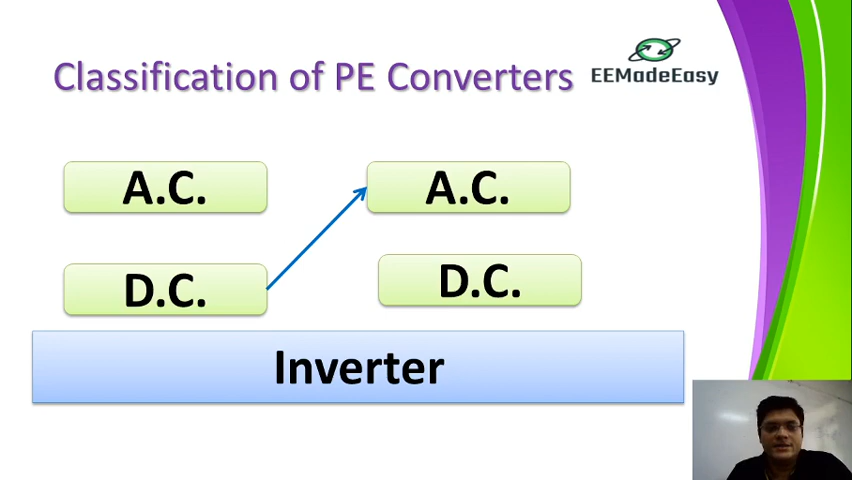 Classification of PE Converters
EEMadeEasy
A.C.
A.C.
D.C.
D.C.
Inverter